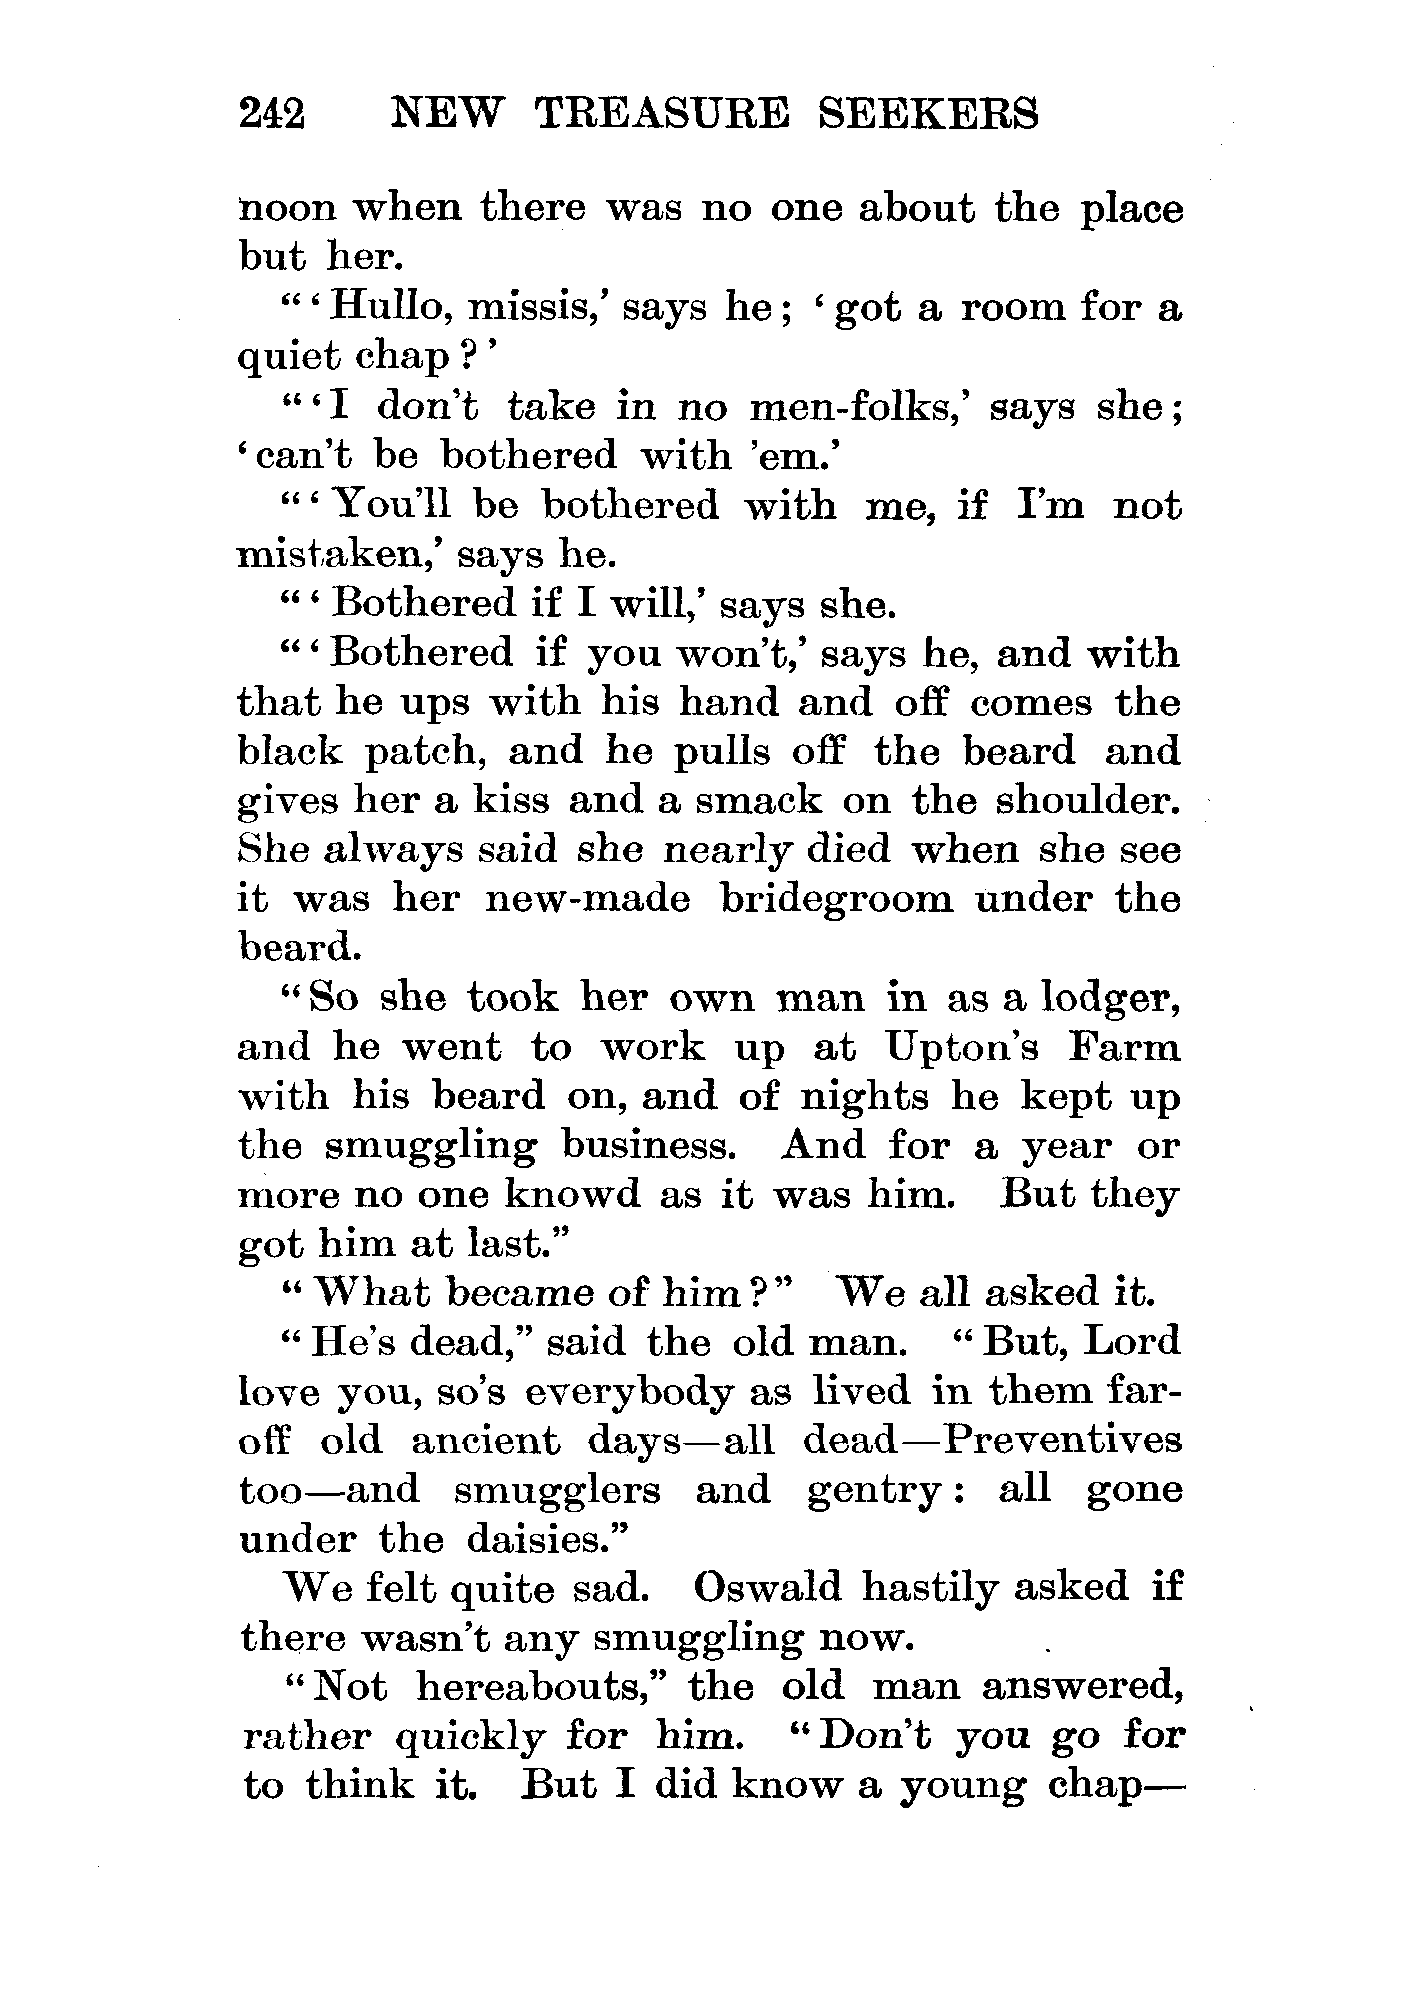 242 NEW TREASURE SEEKERS
noon when there was no one about the place
but her.
“‘Hullo, missis,’ says he; ‘got a room for a
quiet chap?’
“‘I don’t take in no men-folks,’ says she;
‘can’t be bothered with ’em.’
“‘You’ll be bothered with me, if I’m not
mistaken,’ says he.
“‘Bothered if I will,’ says she.
“‘Bothered if you won’t,’ says he, and with
that he ups with his hand and off comes the
black patch, and he pulls off the beard and
gives her a kiss and a smack on the shoulder.
She always said she nearly died when she see
it was her new-made bridegroom under the
beard.
“So she took her own man in as a lodger,
and he went to work up at Upton’s Farm
with his beard on, and of nights he kept up
the smuggling business. And for a year or
more no one knowd as it was him. But they
got him at last.”
“What became of him?” We all asked it.
“He’s dead,” said the old man. “But, Lord
love you, so’s everybody as lived in them far-
off old ancient days—all dead—Preventives
too—and smugglers and gentry: all gone
under the daisies.”
We felt quite sad. Oswald hastily asked if
there wasn’t any smuggling now.
“Not hereabouts,” the old man answered,
rather quickly for him. “Don’t you go for
to think it. But I did know a young chap—